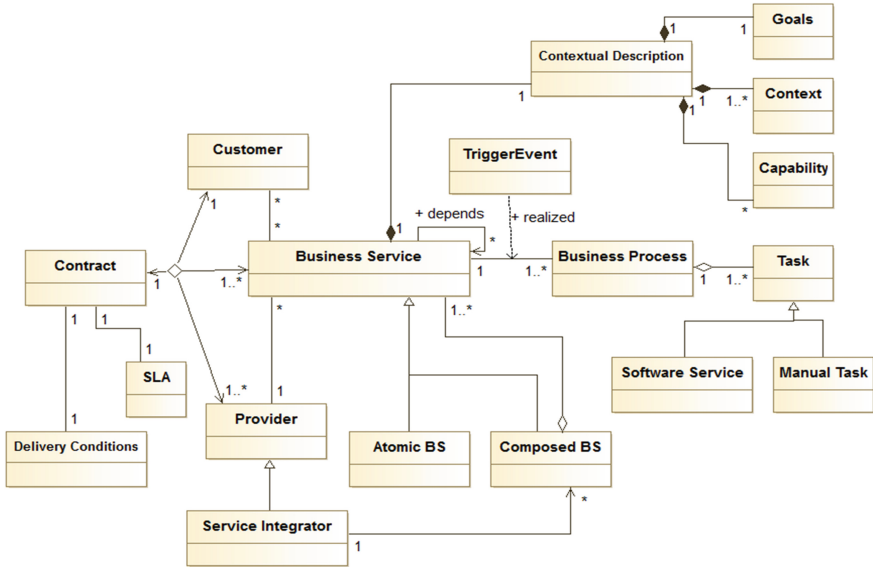 Goals
Contextual Description
1
1
1
1
1..*
Context
1
Capability
*
Customer
TriggerEvent
1
*
*
+ depends
+ realized
*
1
Contract
Business Service
Business Process
Task
1
1..*
1
1..*
1
1..*
1
1
*
1..*
1
SLA
Software Service
Manual Task
1..*
1
1
Provider
Delivery Conditions
Atomic BS
Composed BS
*
Service Integrator
1